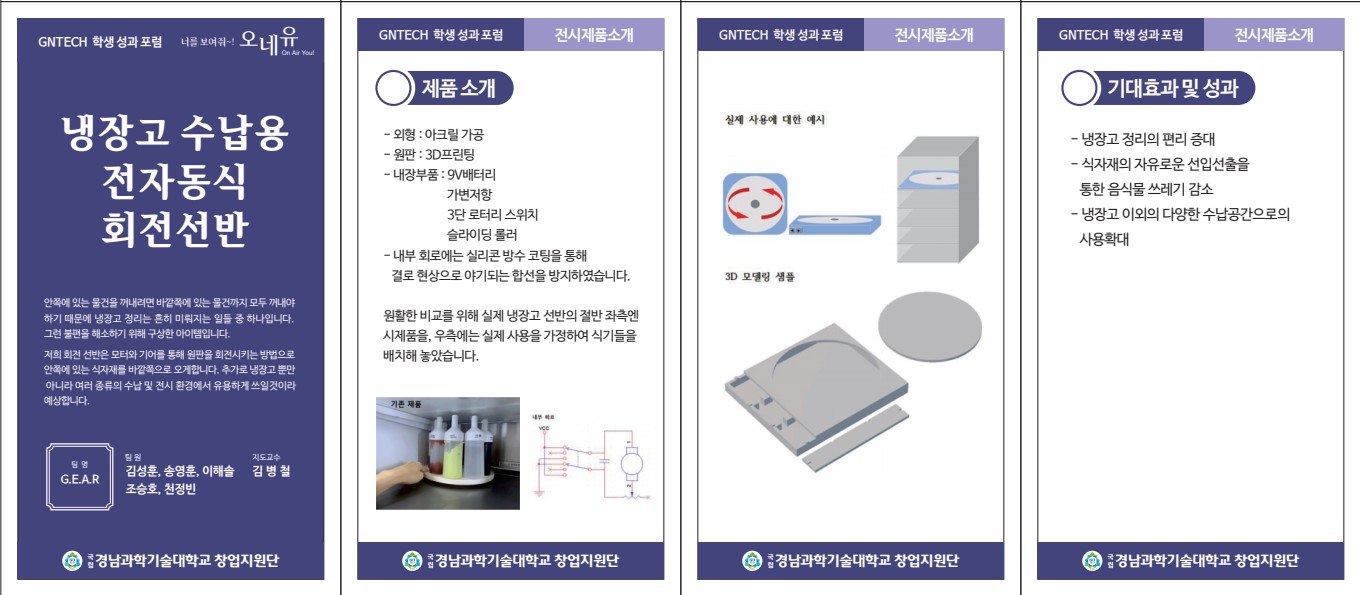 GNTECH 학생 성과 포럼 너를 보여줘~! 오네유
On Air You!
냉장고 수납용
전자동식
회전선반
안쪽에 있는 물건을 꺼내려면 바깥쪽에 있는 물건까지 모두 꺼내야
하기 때문에 냉장고 정리는 흔히 미뤄지는 일들 중 하나입니다.
그런 불편을 해소하기 위해 구상한 아이템입니다.
저희 회전 선반은 모터와 기어를 통해 원판을 회전시키는 방법으로
안쪽에 있는 식자재를 바깥쪽으로 오게합니다. 추가로 냉장고 뿐만
아니라 여러 종류의 수납 및 전시 환경에서 유용하게 쓰일것이라
예상합니다.
팀 명
G.E.A.R
팀 원
김성훈, 송영훈, 이해솔
조승호, 천정빈
지도교수
김 병 철
국립 경남과학기술대학교 창업지원단
GNTECH 학생 성과 포럼 전시제품소개
제품 소개
- 외형 : 아크릴 가공
- 원판 : 3D프린팅
- 내장부품 : 9V배터리
가변저항
3단 로터리 스위치
슬라이딩 롤러
- 내부 회로에는 실리콘 방수 코팅을 통해
결로 현상으로 야기되는 합선을 방지하였습니다.
원활한 비교를 위해 실제 냉장고 선반의 절반 좌측엔
시제품을, 우측에는 실제 사용을 가정하여 식기들을
배치해 놓았습니다.
기존 제품
내부 회로
VCC
국립 경남과학기술대학교 창업지원단
GNTECH 학생 성과 포럼 전시제품소개
실제 사용에 대한 예시
3D 모델링 샘플
국립 경남과학기술대학교 창업지원단
GNTECH 학생 성과 포럼 전시제품소개
기대효과 및 성과
- 냉장고 정리의 편리 증대
- 식자재의 자유로운 선입선출을
통한 음식물 쓰레기 감소
- 냉장고 이외의 다양한 수납공간으로의
사용확대
국립 경남과학기술대학교 창업지원단